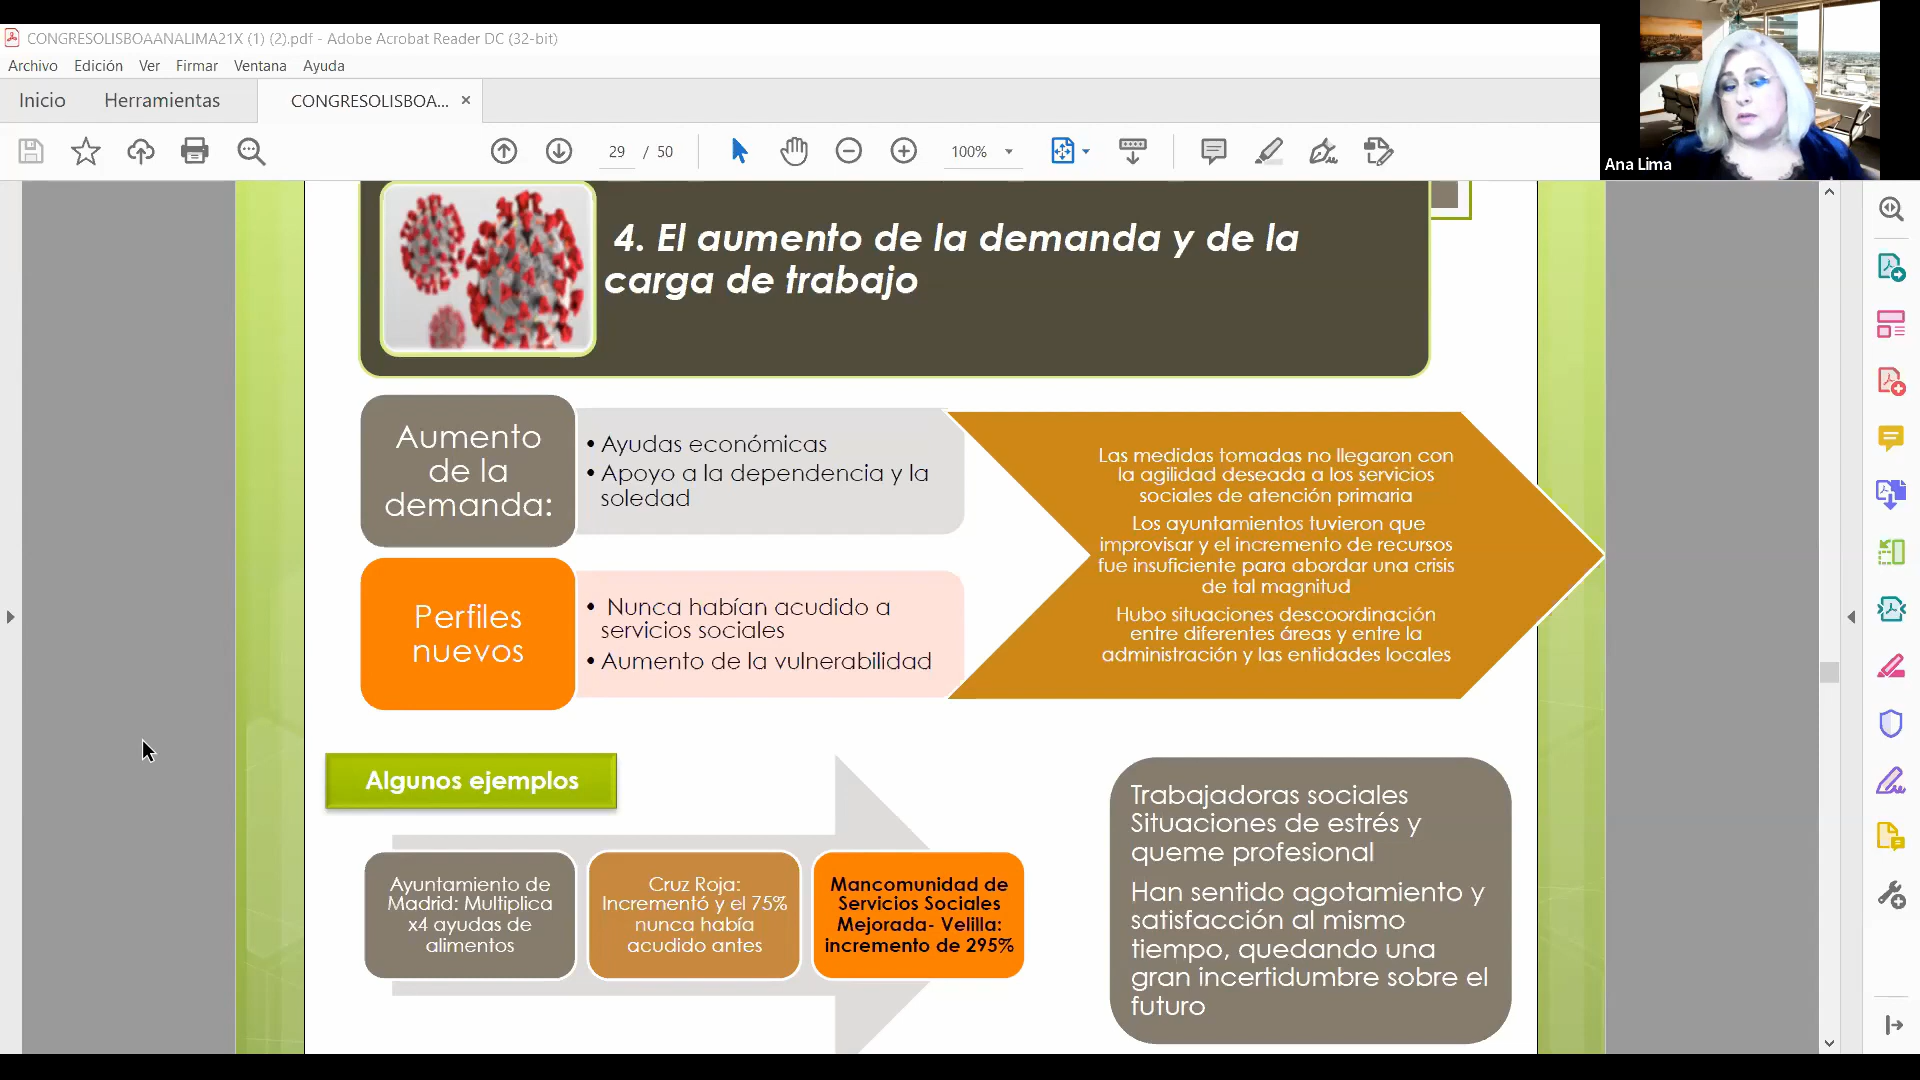 CONGRESOLISBOAANALIMA21X (1) (2).pdf - Adobe Acrobat Reader DC (32-bit)
Archivo Edición Ver Firmar Ventana Ayuda
Inicio Herramientas CONGRESOLISBOA... ×
29 / 50 100%
Ana Lima
4. El aumento de la demanda y de la
carga de trabajo
Aumento
de la
demanda:
• Ayudas económicas
• Apoyo a la dependencia y la
soledad
Perfiles
nuevos
• Nunca habían acudido a
servicios sociales
• Aumento de la vulnerabilidad
Las medidas tomadas no llegaron con
la agilidad deseada a los servicios
sociales de atención primaria
Los ayuntamientos tuvieron que
improvisar y el incremento de recursos
fue insuficiente para abordar una crisis
de tal magnitud
Hubo situaciones descoordinación
entre diferentes áreas y entre la
administración y las entidades locales
Algunos ejemplos
Ayuntamiento de
Madrid: Multiplica
x4 ayudas de
alimentos
Cruz Roja:
Incrementó y el 75%
nunca había
acudido antes
Mancomunidad de
Servicios Sociales
Mejorada- Velilla:
incremento de 295%
Trabajadoras sociales
Situaciones de estrés y
queme profesional
Han sentido agotamiento y
satisfacción al mismo
tiempo, quedando una
gran incertidumbre sobre el
futuro